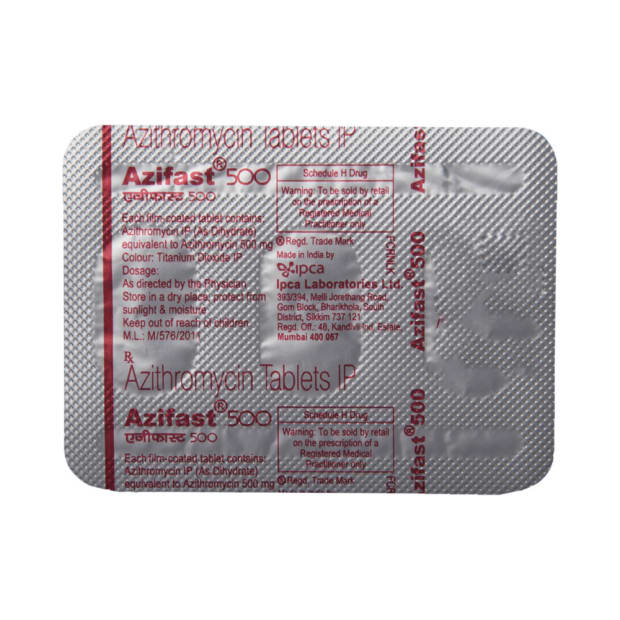 Azithromycin Tablets IP
Azifast® 500
एज़ीफास्ट 500
Each film-coated tablet contains:
Azithromycin IP (As Dihydrate)
equivalent to Azithromycin 500 mg
Colour: Titanium Dioxide IP
Dosage:
As directed by the Physician
Store in a dry place, protect from
sunlight & moisture
Keep out of reach of children
M.L.: M/576/2011
Schedule H Drug
Warning: To be sold by retail
on the prescription of a
Registered Medical
Practitioner only
® Regd. Trade Mark
Made in India by
ipca
Ipca Laboratories Ltd.
393/394, Melli Jorethang Road,
Gom Block, Bharikhola, South
District, Sikkim 737 121
Regd. Off.: 48, Kandivli Ind. Estate,
Mumbai 400 067
Azifas
Azifast® 500
Rx
Azithromycin Tablets IP
Azifast® 500
एज़ीफास्ट 500
Each film-coated tablet contains:
Azithromycin IP (As Dihydrate)
equivalent to Azithromycin 500 mg
Schedule H Drug
Warning: To be sold by retail
on the prescription of a
Registered Medical
Practitioner only
® Regd. Trade Mark
zifast® 500